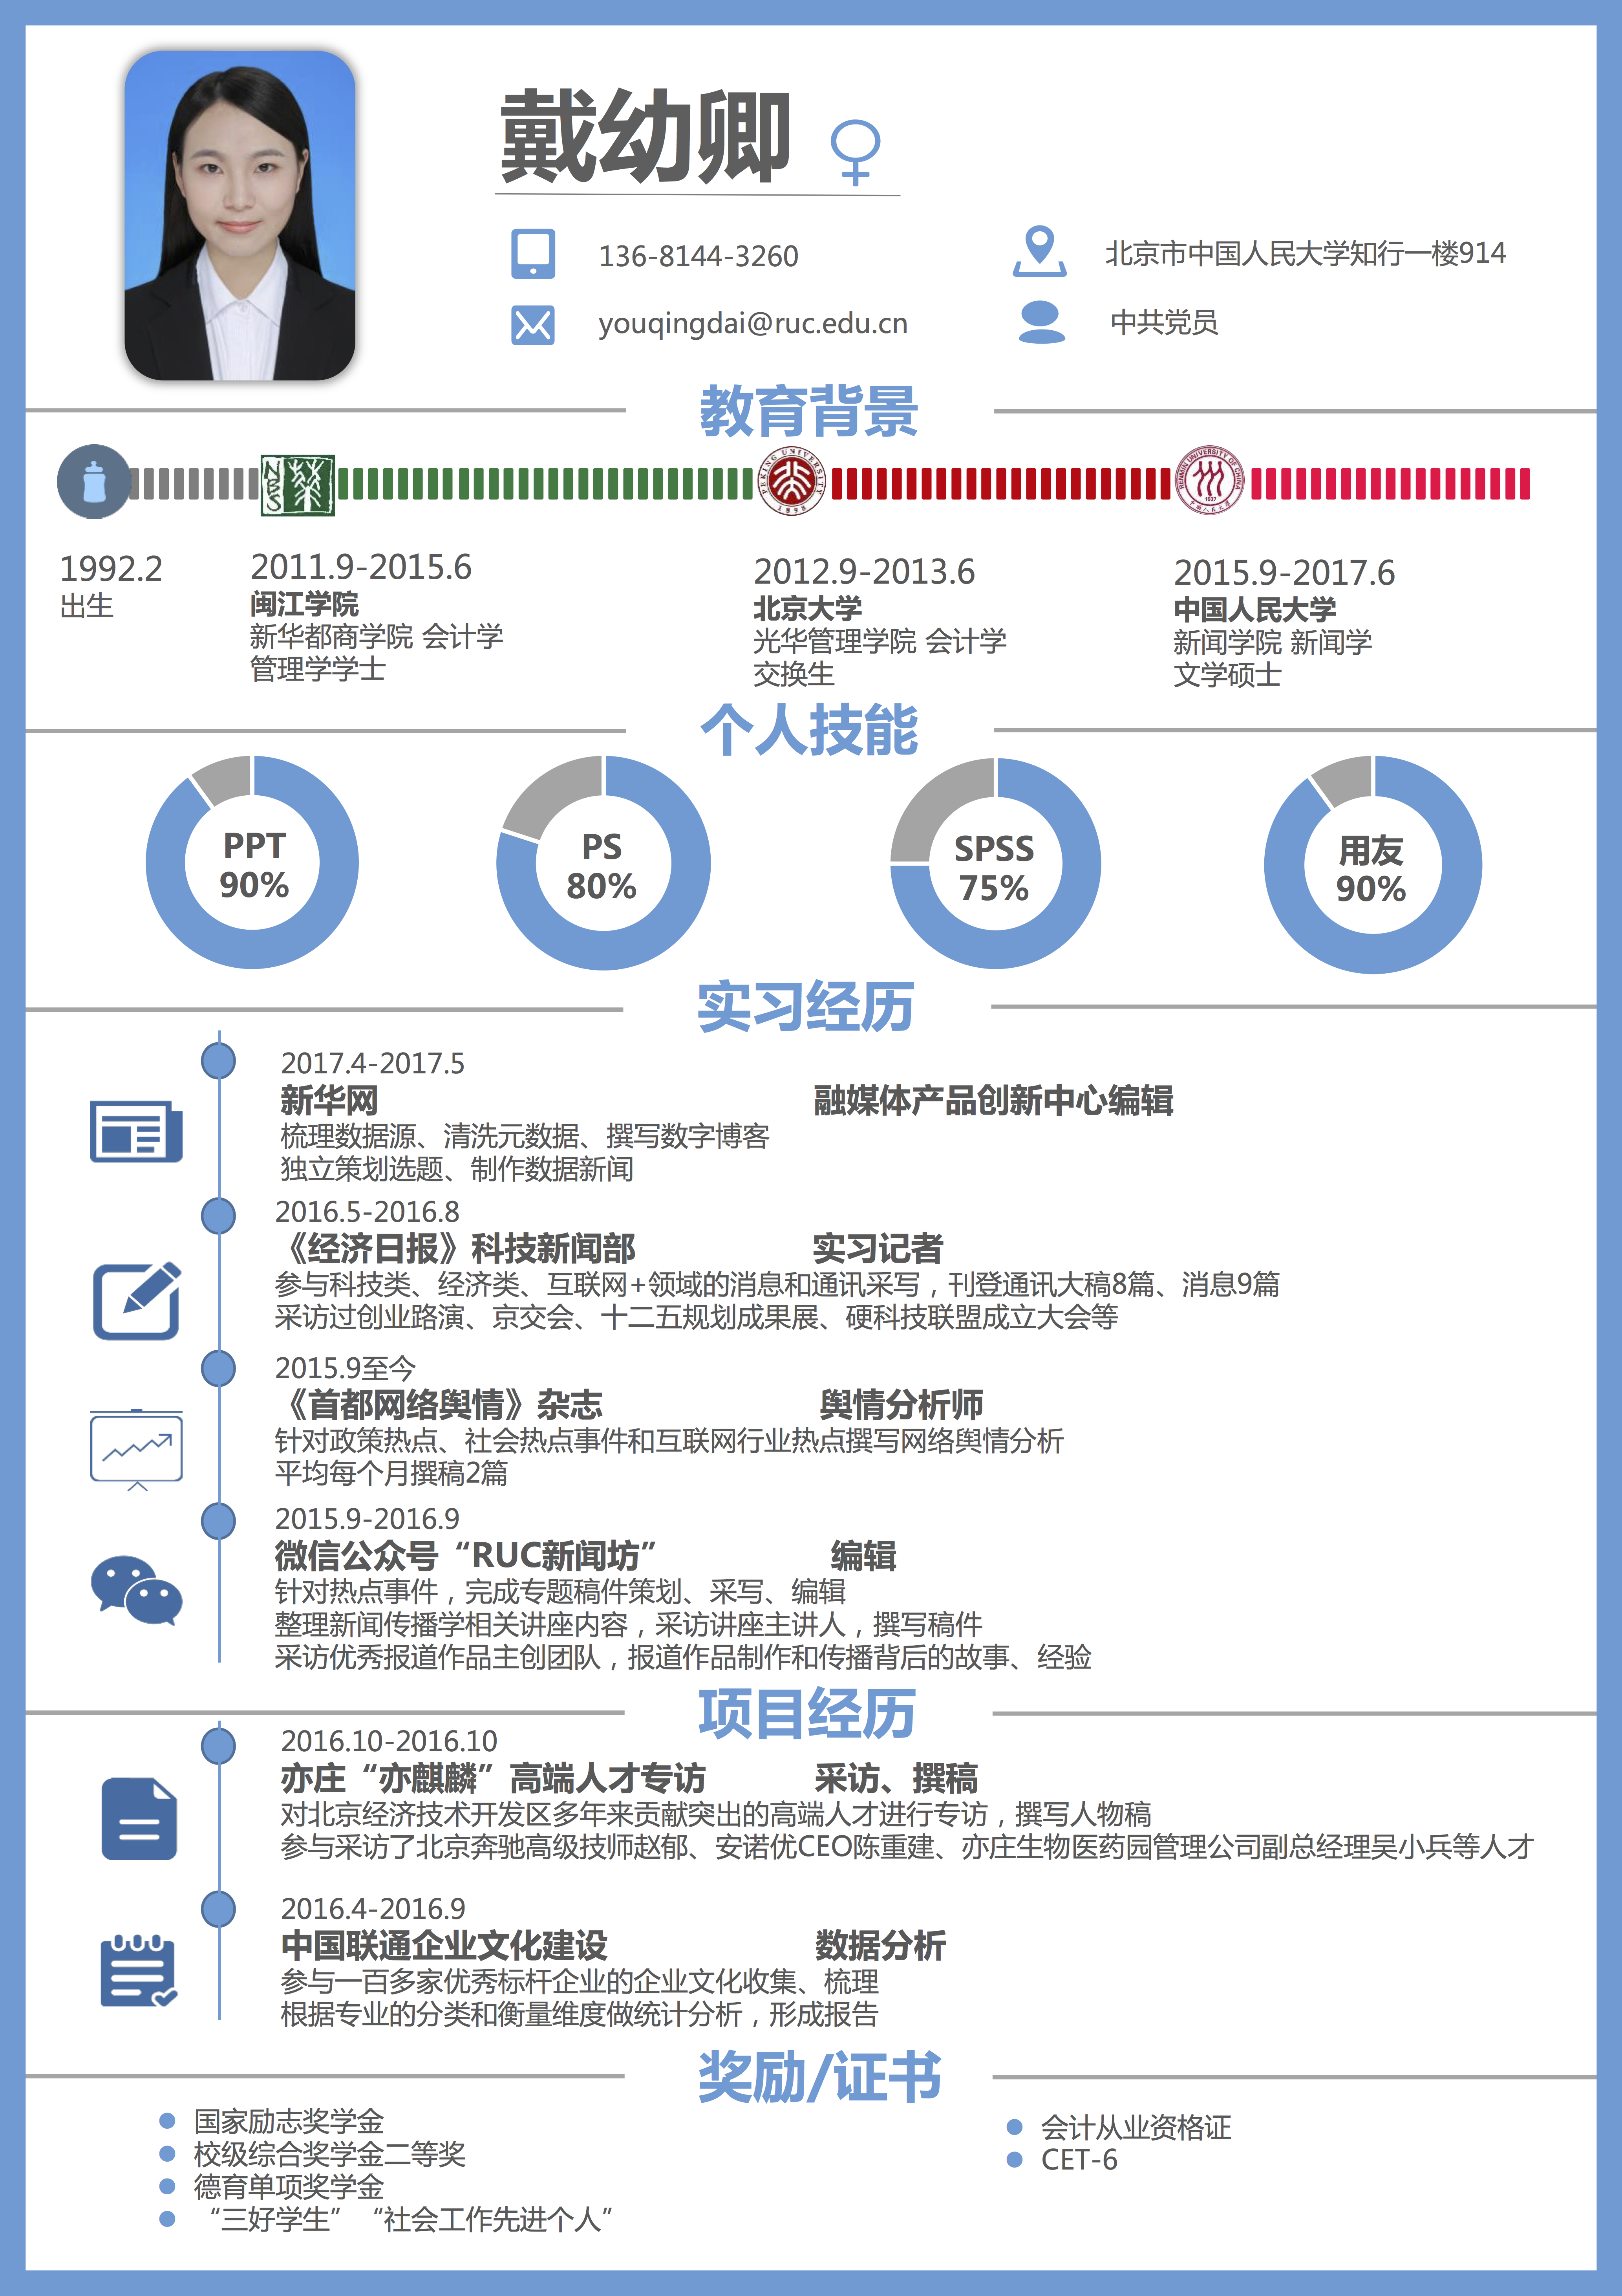 戴幼卿
136-8144-3260
北京市中国人民大学知行一楼914
youqingdai@ruc.edu.cn
中共党员
教育背景
NBS
PEKING UNIVERSITY
1898
RENMIN UNIVERSITY OF CHINA
1937
1992.2
出生
2011.9-2015.6
闽江学院
新华都商学院 会计学
管理学学士
2012.9-2013.6
北京大学
光华管理学院 会计学
交换生
2015.9-2017.6
中国人民大学
新闻学院 新闻学
文学硕士
个人技能
PPT
90%
PS
80%
SPSS
75%
用友
90%
实习经历
2017.4-2017.5
新华网 融媒体产品创新中心编辑
梳理数据源、清洗元数据、撰写数字博客
独立策划选题、制作数据新闻
2016.5-2016.8
《经济日报》科技新闻部 实习记者
参与科技类、经济类、互联网+领域的消息和通讯采写，刊登通讯大稿8篇、消息9篇
采访过创业路演、京交会、十二五规划成果展、硬科技联盟成立大会等
2015.9至今
《首都网络舆情》杂志 舆情分析师
针对政策热点、社会热点事件和互联网行业热点撰写网络舆情分析
平均每个月撰稿2篇
2015.9-2016.9
微信公众号“RUC新闻坊” 编辑
针对热点事件，完成专题稿件策划、采写、编辑
整理新闻传播学相关讲座内容，采访讲座主讲人，撰写稿件
采访优秀报道作品主创团队，报道作品制作和传播背后的故事、经验
项目经历
2016.10-2016.10
亦庄“亦麒麟”高端人才专访 采访、撰稿
对北京经济技术开发区多年来贡献突出的高端人才进行专访，撰写人物稿
参与采访了北京奔驰高级技师赵郁、安诺优CEO陈重建、亦庄生物医药园管理公司副总经理吴小兵等人才
2016.4-2016.9
中国联通企业文化建设 数据分析
参与一百多家优秀标杆企业的企业文化收集、梳理
根据专业的分类和衡量维度做统计分析，形成报告
奖励/证书
国家励志奖学金
校级综合奖学金二等奖
德育单项奖学金
“三好学生”“社会工作先进个人”
会计从业资格证
CET-6